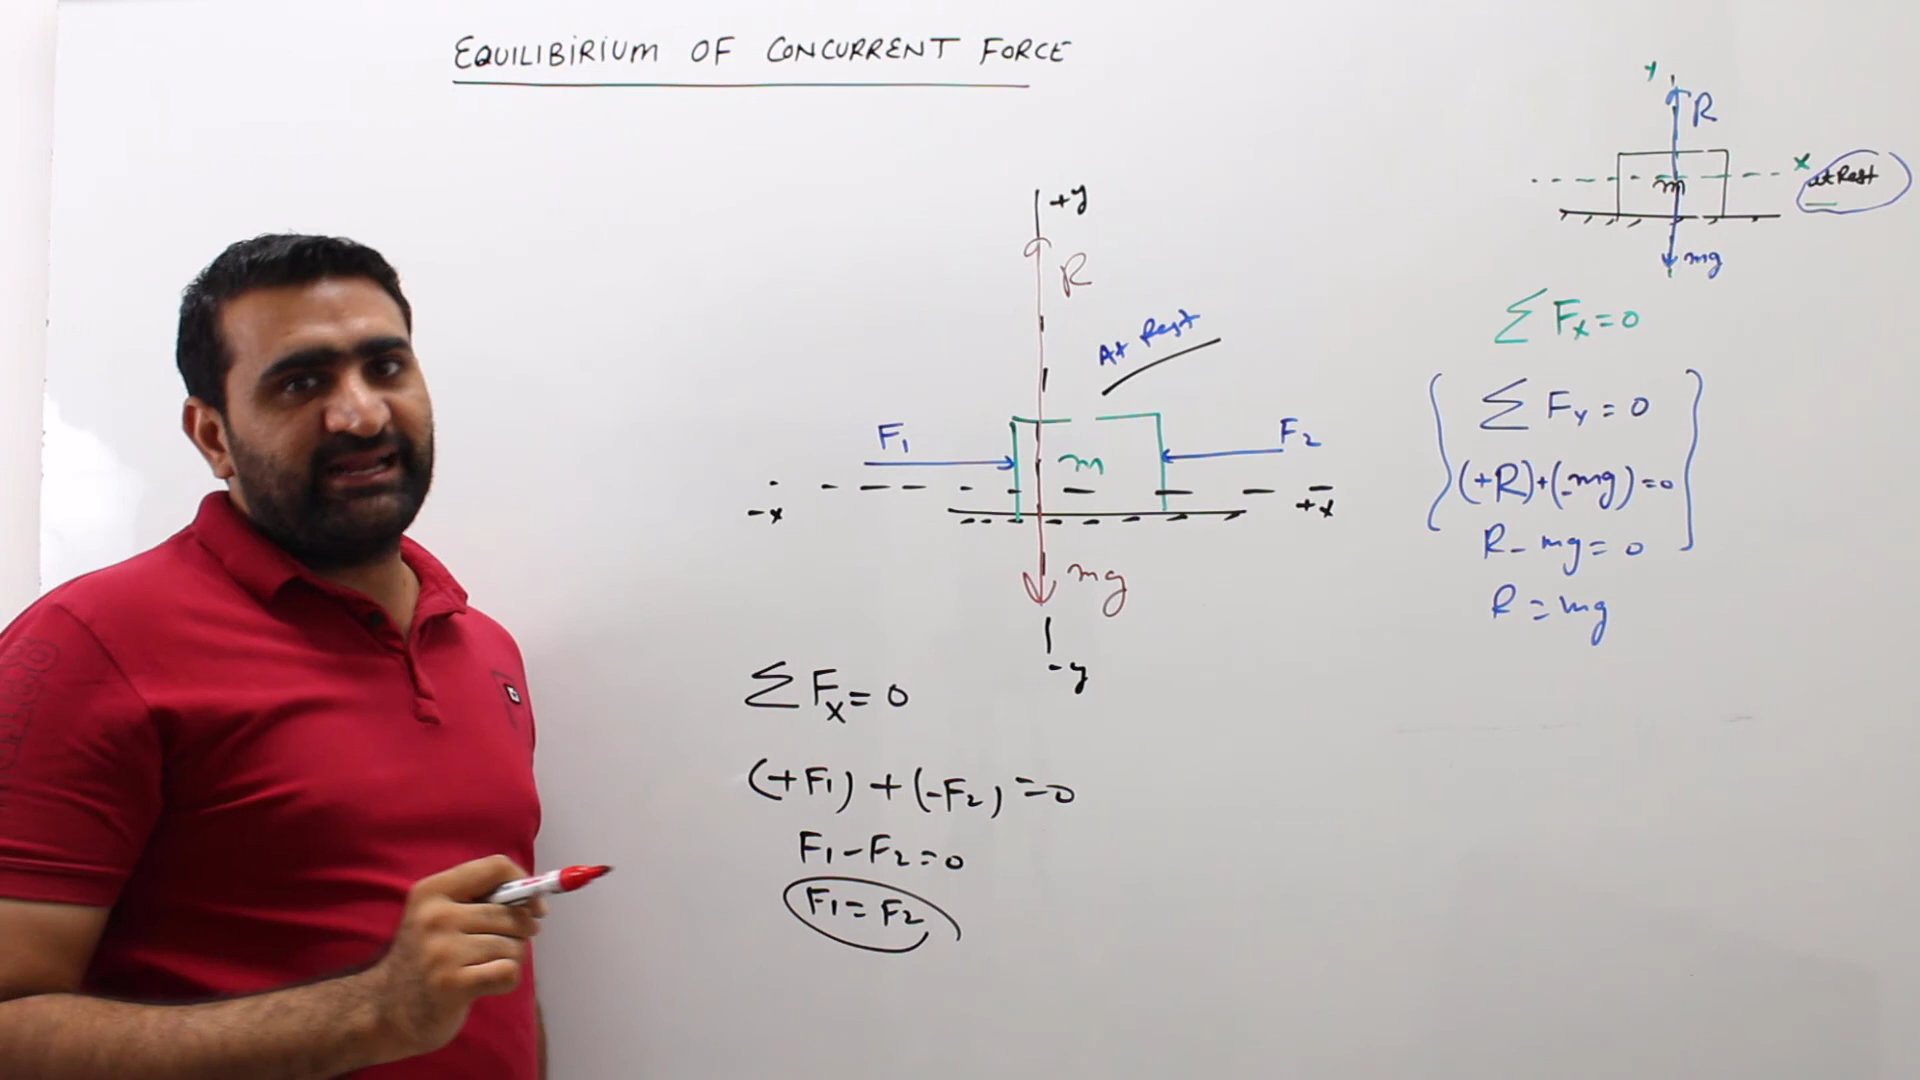 EQUILIBIRIUM OF CONCURRENT FORCE
+y
R
At Rest
F₁
m
F₂
-x
+x
mg
-y
ΣFx = 0
(+F₁) + (-F₂) = 0
F₁-F₂=0
F₁ = F₂
Y
R
X
m
at Rest
mg
ΣFx=0
ΣFY = 0
(+R)+(-mg)=0
R- mg= 0
R = mg